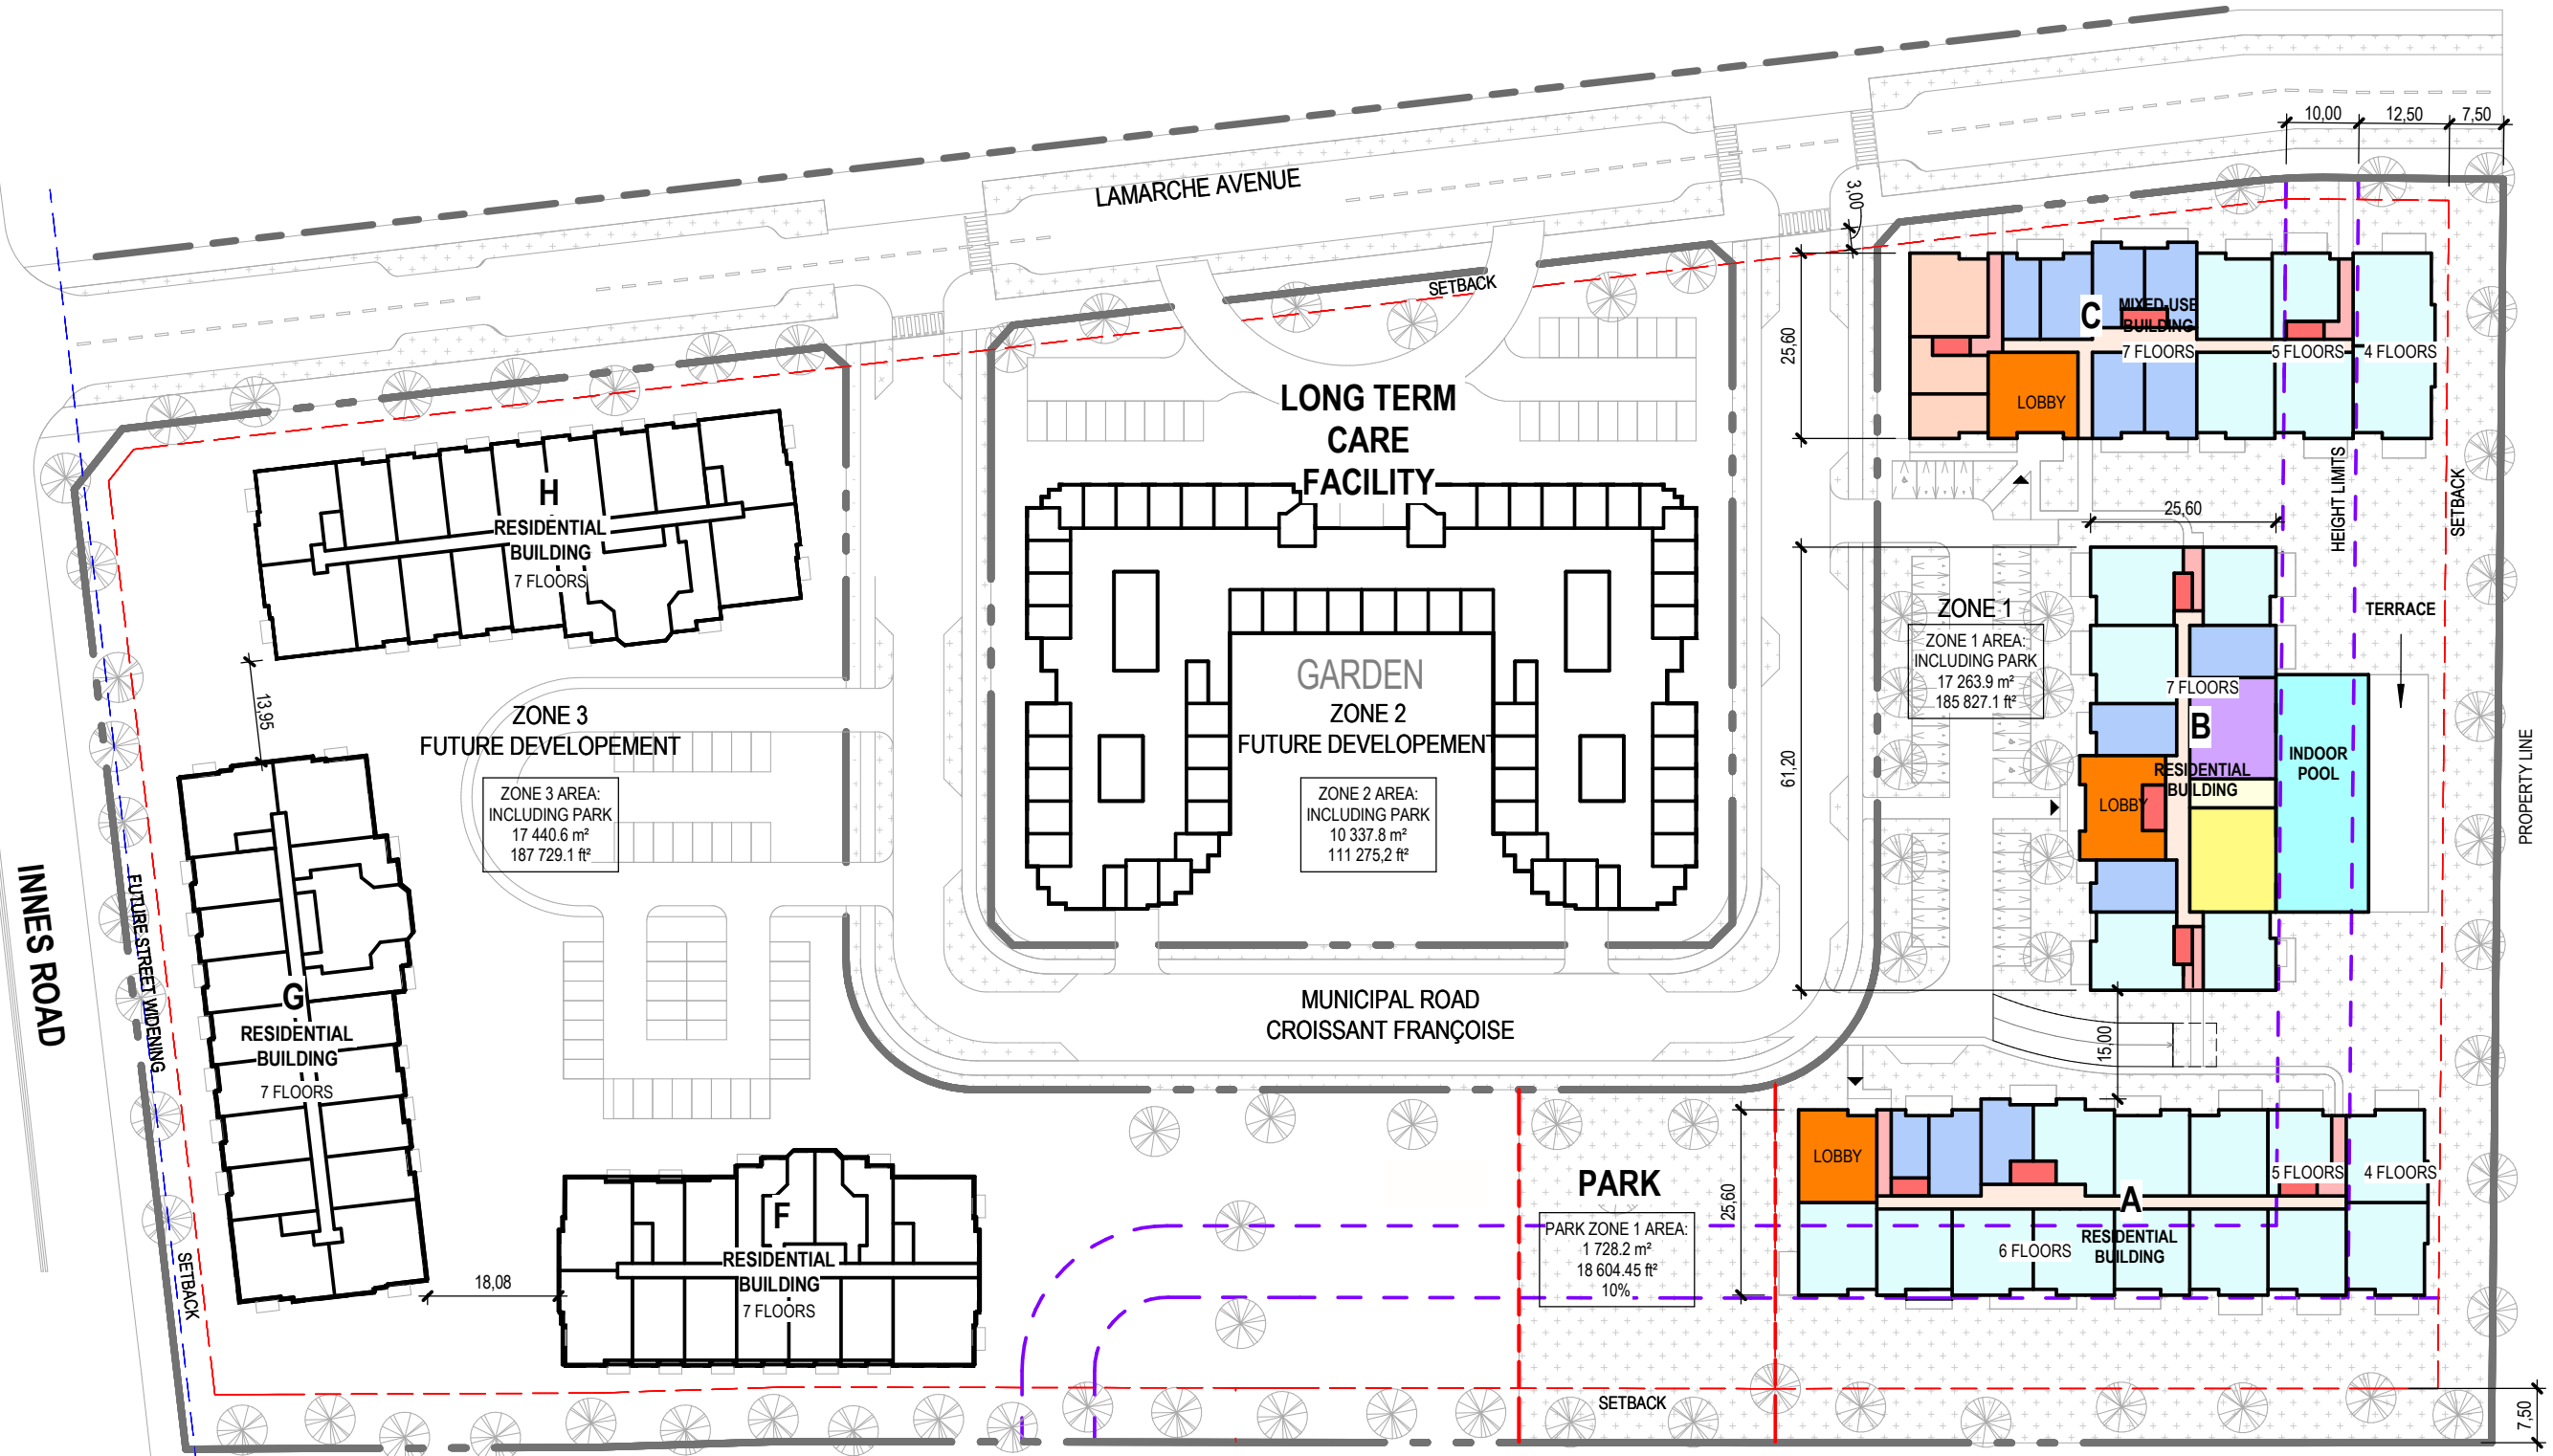 10,00
12,50
7,50
LAMARCHE AVENUE
3,00
SETBACK
25,60
C
MIXED-USE
BUILDING
7 FLOORS
5 FLOORS
4 FLOORS
LOBBY
LONG TERM
CARE
FACILITY
HEIGHT LIMITS
SETBACK
25,60
H
RESIDENTIAL
BUILDING
7 FLOORS
61,20
ZONE 1
ZONE 1 AREA:
INCLUDING PARK
17 263.9 m²
185 827.1 ft²
TERRACE
13,95
ZONE 3
FUTURE DEVELOPEMENT
ZONE 3 AREA:
INCLUDING PARK
17 440.6 m²
187 729.1 ft²
GARDEN
ZONE 2
FUTURE DEVELOPEMENT
ZONE 2 AREA:
INCLUDING PARK
10 337.8 m²
111 275,2 ft²
7 FLOORS
B
RESIDENTIAL
BUILDING
LOBBY
INDOOR
POOL
PROPERTY LINE
INNES ROAD
FUTURE STREET WIDENING
G
RESIDENTIAL
BUILDING
7 FLOORS
MUNICIPAL ROAD
CROISSANT FRANÇOISE
15,00
SETBACK
18,08
F
RESIDENTIAL
BUILDING
7 FLOORS
PARK
PARK ZONE 1 AREA:
1 728.2 m²
18 604.45 ft²
10%
25,60
LOBBY
5 FLOORS
4 FLOORS
A
RESIDENTIAL
BUILDING
6 FLOORS
SETBACK
7,50